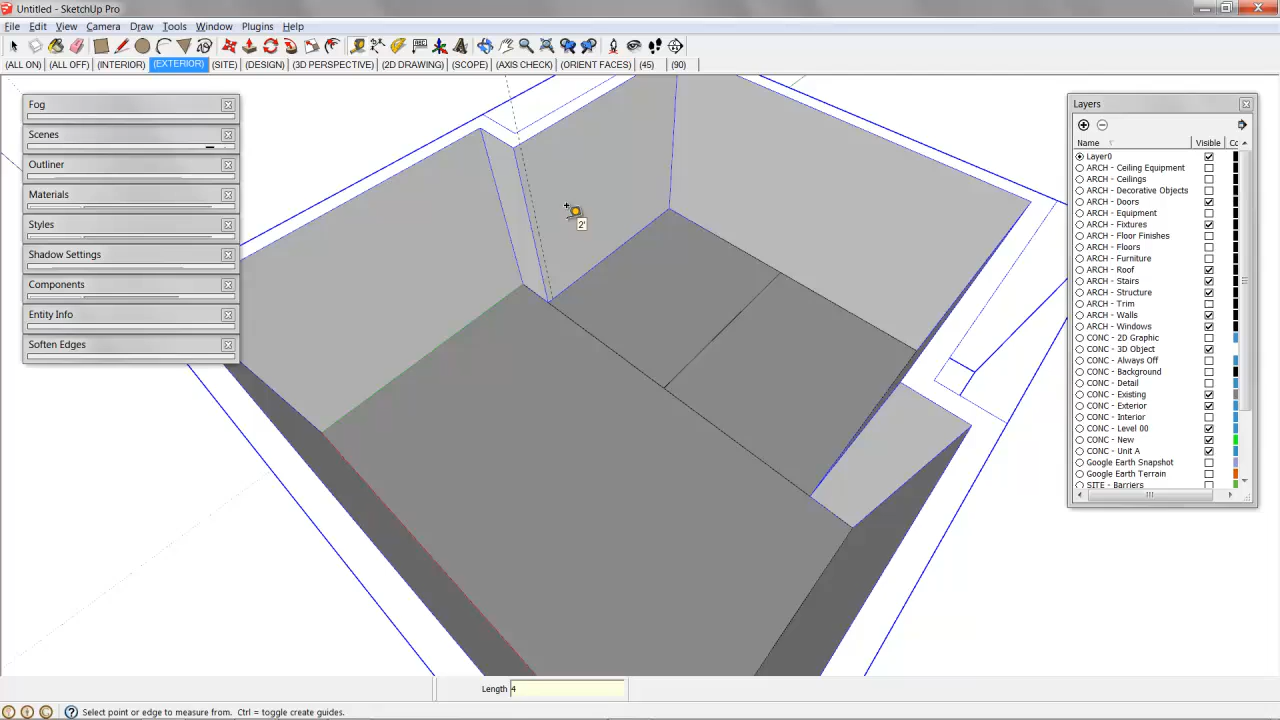 Untitled - SketchUp Pro
File Edit View Camera Draw Tools Window Plugins Help
(ALL ON) (ALL OFF) (INTERIOR) (EXTERIOR) (SITE) (DESIGN) (3D PERSPECTIVE) (2D DRAWING) (SCOPE) (AXIS CHECK) (ORIENT FACES) (45) (90)
Fog
Scenes
Outliner
Materials
Styles
Shadow Settings
Components
Entity Info
Soften Edges
2'
Layers
Name Visible Co
Layer0
ARCH - Ceiling Equipment
ARCH - Ceilings
ARCH - Decorative Objects
ARCH - Doors
ARCH - Equipment
ARCH - Fixtures
ARCH - Floor Finishes
ARCH - Floors
ARCH - Furniture
ARCH - Roof
ARCH - Stairs
ARCH - Structure
ARCH - Trim
ARCH - Walls
ARCH - Windows
CONC - 2D Graphic
CONC - 3D Object
CONC - Always Off
CONC - Background
CONC - Detail
CONC - Existing
CONC - Exterior
CONC - Interior
CONC - Level 00
CONC - New
CONC - Unit A
Google Earth Snapshot
Google Earth Terrain
SITE - Barriers
Length 4
Select point or edge to measure from. Ctrl = toggle create guides.